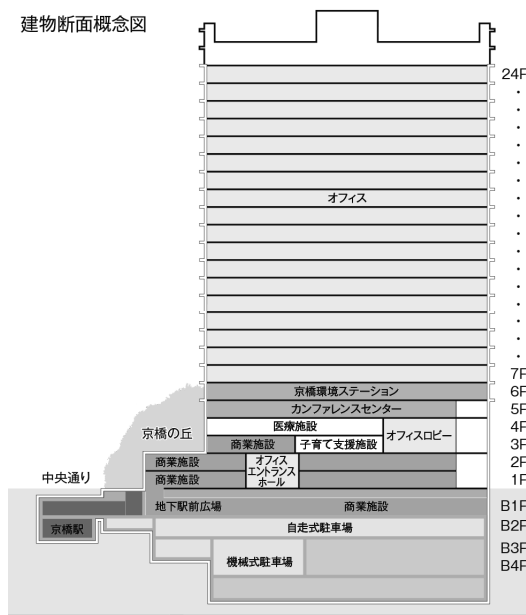 建物断面概念図
24F
オフィス
7F
京橋環境ステーション
6F
カンファレンスセンター
5F
医療施設
オフィスロビー
4F
京橋の丘
商業施設
子育て支援施設
3F
商業施設
オフィス
エントランス
ホール
2F
中央通り
商業施設
1F
地下駅前広場
商業施設
B1F
京橋駅
自走式駐車場
B2F
機械式駐車場
B3F
B4F